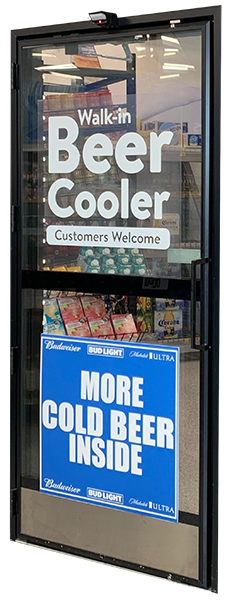 Walk-in
Beer
Cooler
Customers Welcome
Corona
Budweiser BUD LIGHT Michelob ULTRA
MORE
COLD BEER
INSIDE
Budweiser BUD LIGHT Michelob ULTRA